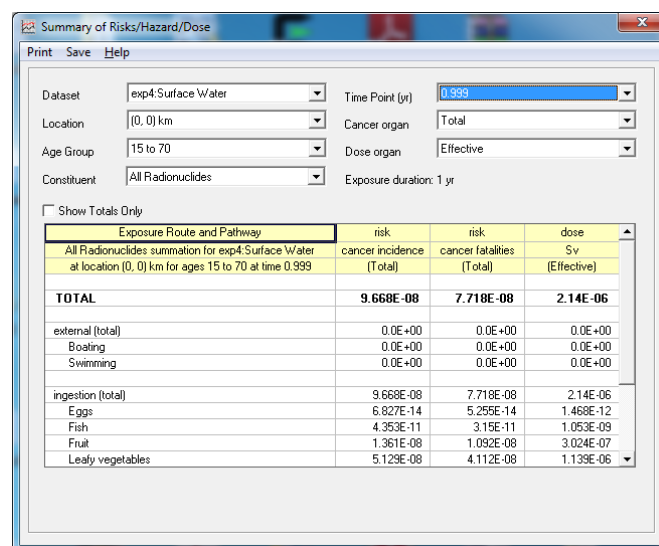 Summary of Risks/Hazard/Dose
Print Save Help
Dataset exp4:Surface Water Time Point (yr) 0.999
Location (0, 0) km Cancer organ Total
Age Group 15 to 70 Dose organ Effective
Constituent All Radionuclides Exposure duration: 1 yr
Show Totals Only
Exposure Route and Pathway risk risk dose
All Radionuclides summation for exp4:Surface Water cancer incidence cancer fatalities Sv
at location (0, 0) km for ages 15 to 70 at time 0.999 (Total) (Total) (Effective)
TOTAL 9.668E-08 7.718E-08 2.14E-06
external (total) 0.0E+00 0.0E+00 0.0E+00
Boating 0.0E+00 0.0E+00 0.0E+00
Swimming 0.0E+00 0.0E+00 0.0E+00
ingestion (total) 9.668E-08 7.718E-08 2.14E-06
Eggs 6.827E-14 5.255E-14 1.468E-12
Fish 4.353E-11 3.15E-11 1.053E-09
Fruit 1.361E-08 1.092E-08 3.024E-07
Leafy vegetables 5.129E-08 4.112E-08 1.139E-06